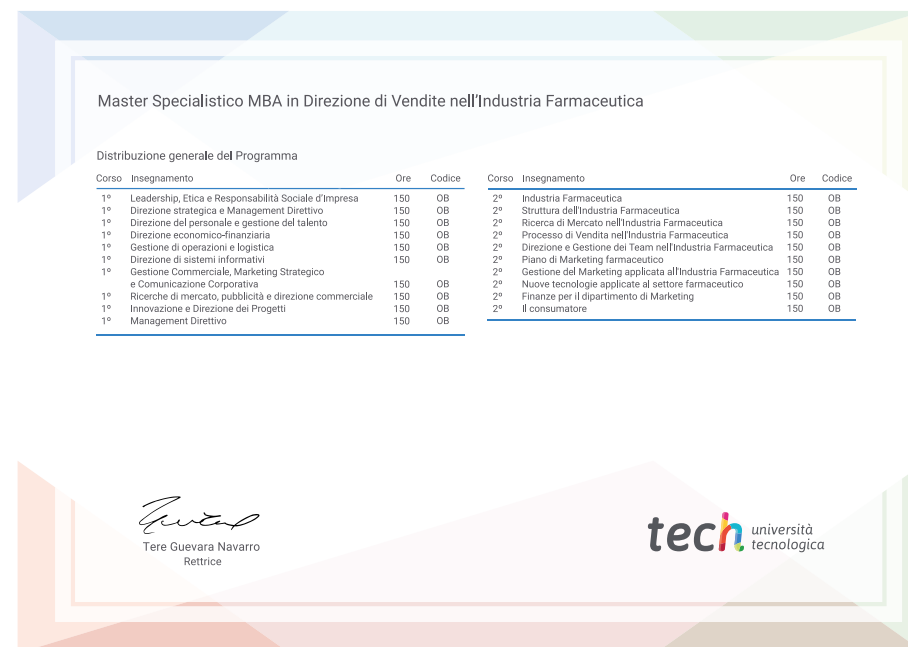 Master Specialistico MBA in Direzione di Vendite nell'Industria Farmaceutica
Distribuzione generale del Programma
Corso Insegnamento Ore Codice
1º Leadership, Etica e Responsabilità Sociale d'Impresa 150 OB
1º Direzione strategica e Management Direttivo 150 OB
1º Direzione del personale e gestione del talento 150 OB
1º Direzione economico-finanziaria 150 OB
1º Gestione di operazioni e logistica 150 OB
1º Direzione di sistemi informativi 150 OB
1º Gestione Commerciale, Marketing Strategico
e Comunicazione Corporativa 150 OB
1º Ricerche di mercato, pubblicità e direzione commerciale 150 OB
1º Innovazione e Direzione dei Progetti 150 OB
1º Management Direttivo 150 OB
Corso Insegnamento Ore Codice
2º Industria Farmaceutica 150 OB
2º Struttura dell'Industria Farmaceutica 150 OB
2º Ricerca di Mercato nell'Industria Farmaceutica 150 OB
2º Processo di Vendita nell'Industria Farmaceutica 150 OB
2º Direzione e Gestione dei Team nell'Industria Farmaceutica 150 OB
2º Piano di Marketing farmaceutico 150 OB
2º Gestione del Marketing applicata all'Industria Farmaceutica 150 OB
2º Nuove tecnologie applicate al settore farmaceutico 150 OB
2º Finanze per il dipartimento di Marketing 150 OB
2º Il consumatore 150 OB
Tere Guevara Navarro
Rettrice
tech università
tecnologica